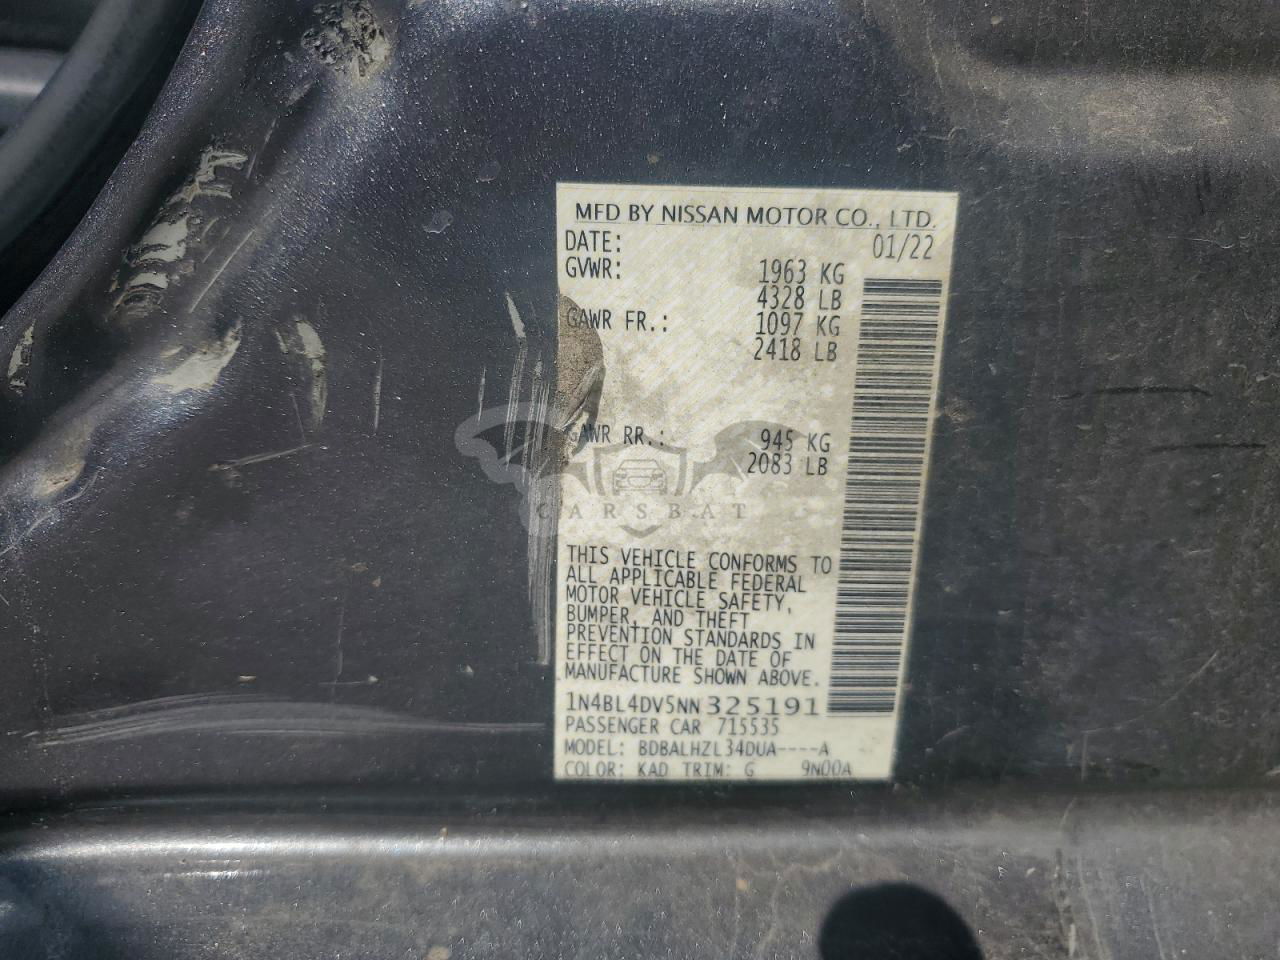 MFD BY NISSAN MOTOR CO., LTD.
DATE: 01/22
GVWR: 1963 KG
4328 LB
GAWR FR.: 1097 KG
2418 LB
GAWR RR.: 945 KG
2083 LB
CARSBAT
THIS VEHICLE CONFORMS TO
ALL APPLICABLE FEDERAL
MOTOR VEHICLE SAFETY,
BUMPER, AND THEFT
PREVENTION STANDARDS IN
EFFECT ON THE DATE OF
MANUFACTURE SHOWN ABOVE.
1N4BL4DV5NN325191
PASSENGER CAR 715535
MODEL: BDBALHZL34DUA----A
COLOR: KAD TRIM: G 9N00A